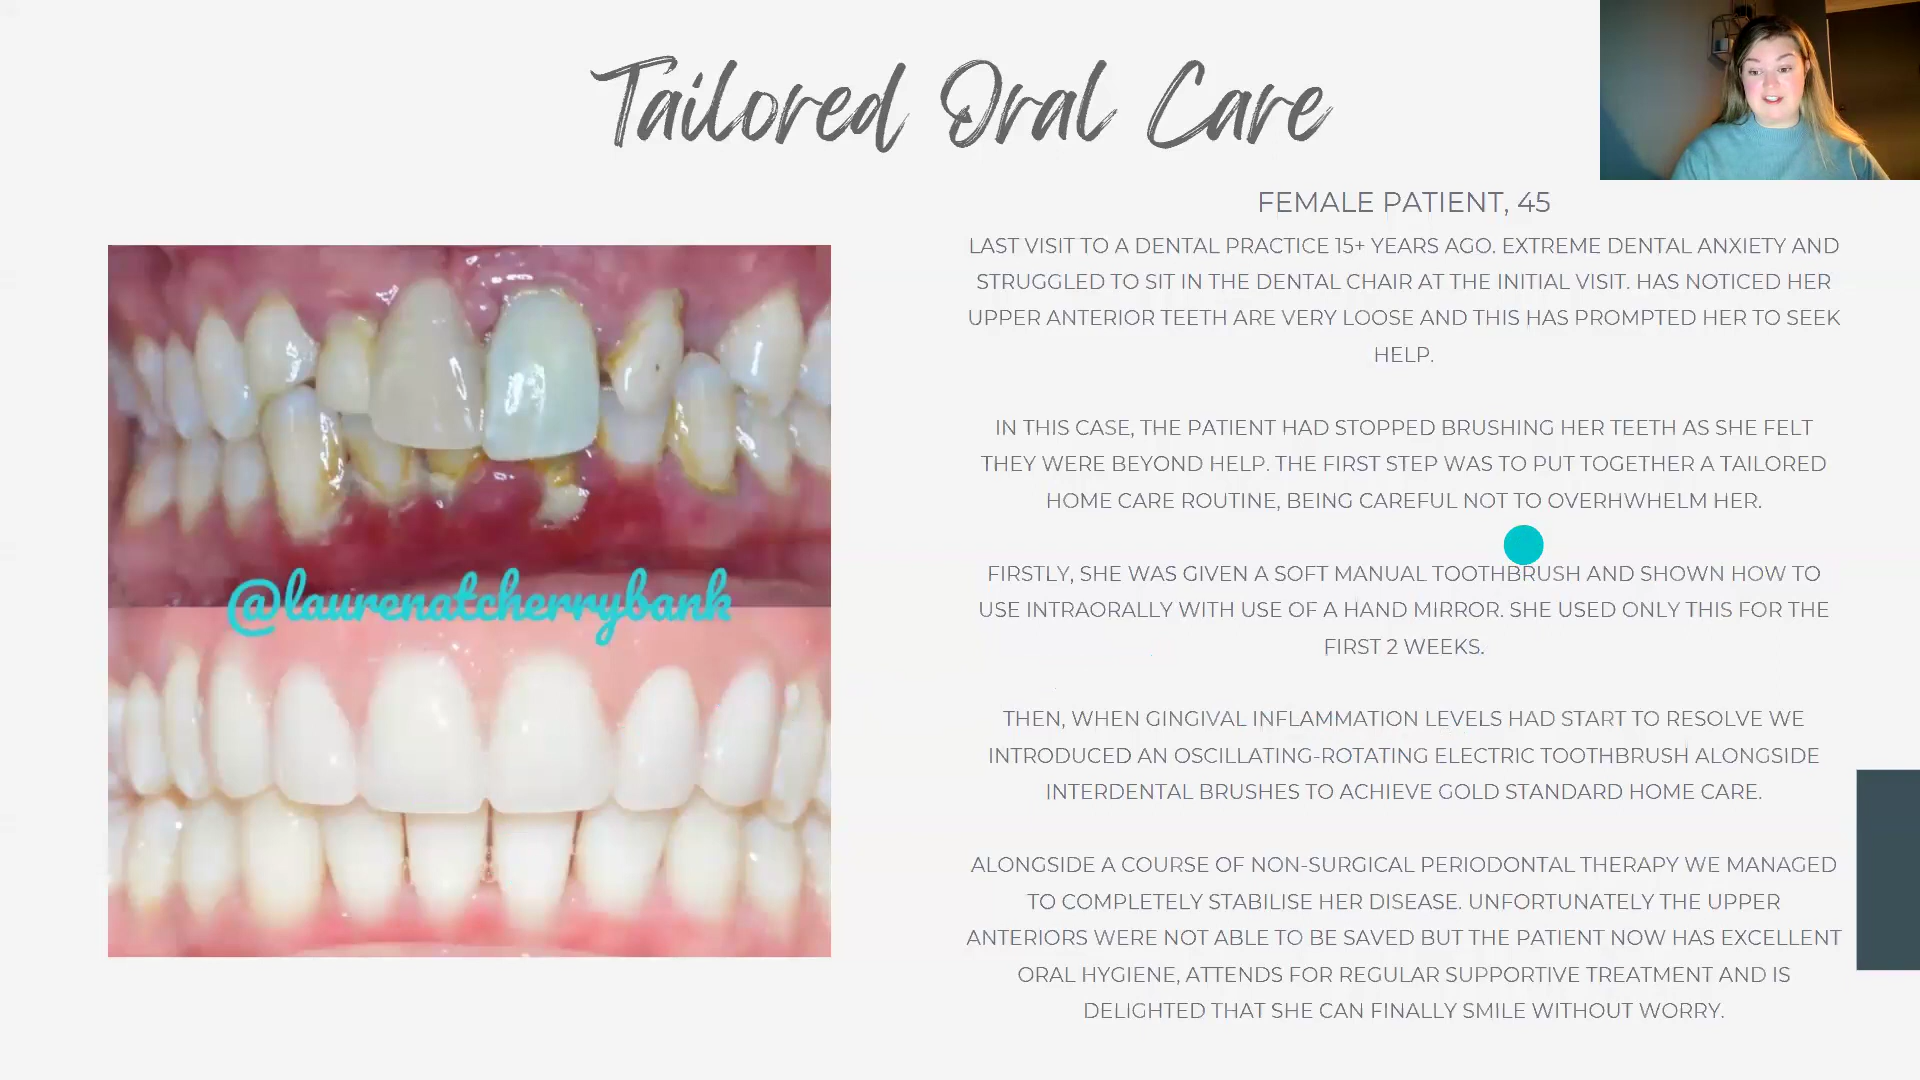 Tailored Oral Care
FEMALE PATIENT, 45
LAST VISIT TO A DENTAL PRACTICE 15+ YEARS AGO. EXTREME DENTAL ANXIETY AND
STRUGGLED TO SIT IN THE DENTAL CHAIR AT THE INITIAL VISIT. HAS NOTICED HER
UPPER ANTERIOR TEETH ARE VERY LOOSE AND THIS HAS PROMPTED HER TO SEEK
HELP.
IN THIS CASE, THE PATIENT HAD STOPPED BRUSHING HER TEETH AS SHE FELT
THEY WERE BEYOND HELP. THE FIRST STEP WAS TO PUT TOGETHER A TAILORED
HOME CARE ROUTINE, BEING CAREFUL NOT TO OVERHWHELM HER.
FIRSTLY, SHE WAS GIVEN A SOFT MANUAL TOOTHBRUSH AND SHOWN HOW TO
USE INTRAORALLY WITH USE OF A HAND MIRROR. SHE USED ONLY THIS FOR THE
FIRST 2 WEEKS.
THEN, WHEN GINGIVAL INFLAMMATION LEVELS HAD START TO RESOLVE WE
INTRODUCED AN OSCILLATING-ROTATING ELECTRIC TOOTHBRUSH ALONGSIDE
INTERDENTAL BRUSHES TO ACHIEVE GOLD STANDARD HOME CARE.
ALONGSIDE A COURSE OF NON-SURGICAL PERIODONTAL THERAPY WE MANAGED
TO COMPLETELY STABILISE HER DISEASE. UNFORTUNATELY THE UPPER
ANTERIORS WERE NOT ABLE TO BE SAVED BUT THE PATIENT NOW HAS EXCELLENT
ORAL HYGIENE, ATTENDS FOR REGULAR SUPPORTIVE TREATMENT AND IS
DELIGHTED THAT SHE CAN FINALLY SMILE WITHOUT WORRY.
@laurenatcherrybank